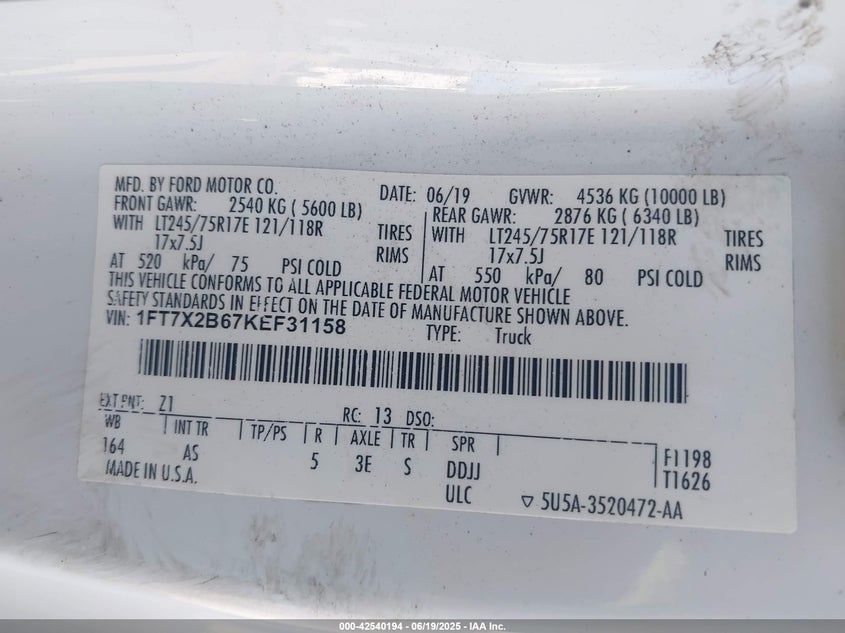 MFD. BY FORD MOTOR CO. DATE: 06/19 GVWR: 4536 KG (10000 LB)
FRONT GAWR: 2540 KG ( 5600 LB) REAR GAWR: 2876 KG ( 6340 LB)
WITH LT245/75R17E 121/118R TIRES WITH LT245/75R17E 121/118R TIRES
17x7.5J RIMS 17x7.5J RIMS
AT 520 kPa/ 75 PSI COLD AT 550 kPa/ 80 PSI COLD
THIS VEHICLE CONFORMS TO ALL APPLICABLE FEDERAL MOTOR VEHICLE
SAFETY STANDARDS IN EFFECT ON THE DATE OF MANUFACTURE SHOWN ABOVE.
VIN: 1FT7X2B67KEF31158 TYPE: Truck
EXT PNT: Z1 RC: 13 DSO:
WB INT TR TP/PS R AXLE TR SPR F1198
164 AS 5 3E S DDJJ T1626
MADE IN U.S.A. ULC 5U5A-3520472-AA
000-42540194 - 06/19/2025 - IAA Inc.